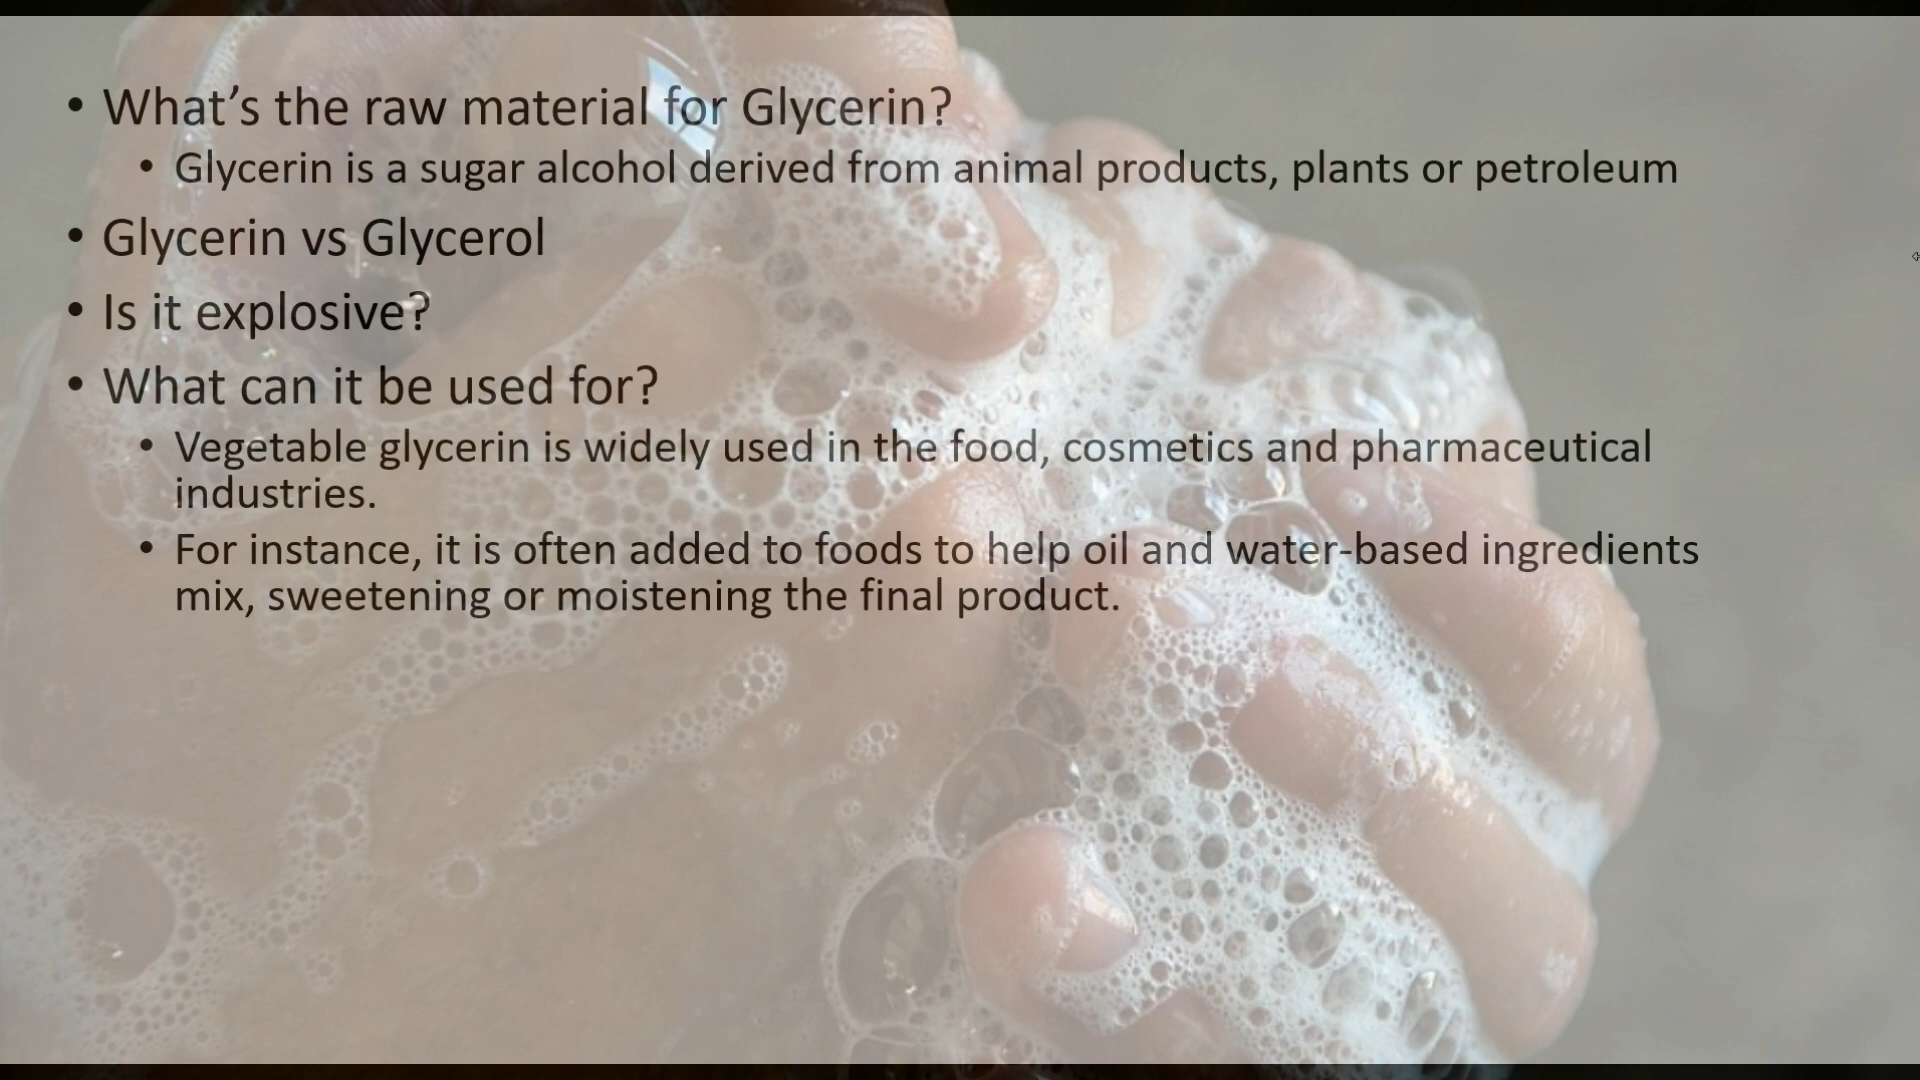 • What’s the raw material for Glycerin?
• Glycerin is a sugar alcohol derived from animal products, plants or petroleum
• Glycerin vs Glycerol
• Is it explosive?
• What can it be used for?
• Vegetable glycerin is widely used in the food, cosmetics and pharmaceutical
industries.
• For instance, it is often added to foods to help oil and water-based ingredients
mix, sweetening or moistening the final product.